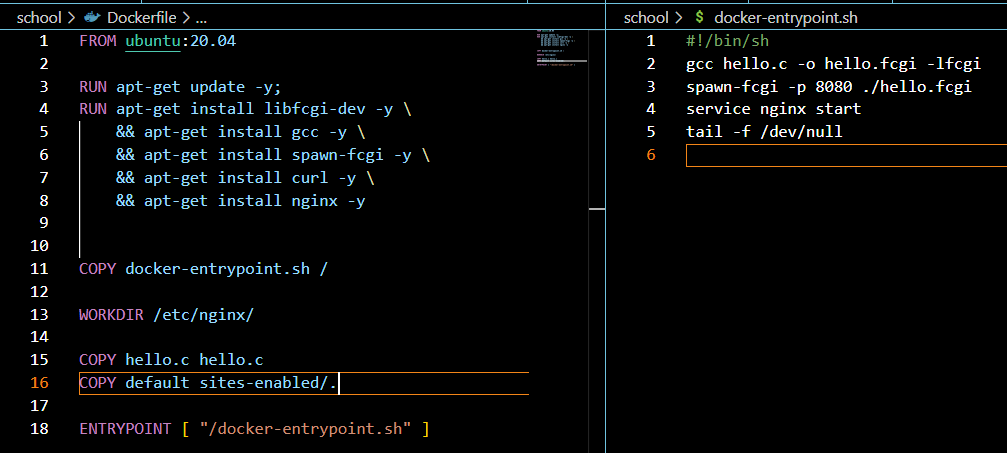 school > Dockerfile > ...
1 FROM ubuntu:20.04
2
3 RUN apt-get update -y;
4 RUN apt-get install libfcgi-dev -y \
5     && apt-get install gcc -y \
6     && apt-get install spawn-fcgi -y \
7     && apt-get install curl -y \
8     && apt-get install nginx -y
9
10
11 COPY docker-entrypoint.sh /
12
13 WORKDIR /etc/nginx/
14
15 COPY hello.c hello.c
16 COPY default sites-enabled/.
17
18 ENTRYPOINT [ "/docker-entrypoint.sh" ]
school > $ docker-entrypoint.sh
1 #!/bin/sh
2 gcc hello.c -o hello.fcgi -lfcgi
3 spawn-fcgi -p 8080 ./hello.fcgi
4 service nginx start
5 tail -f /dev/null
6